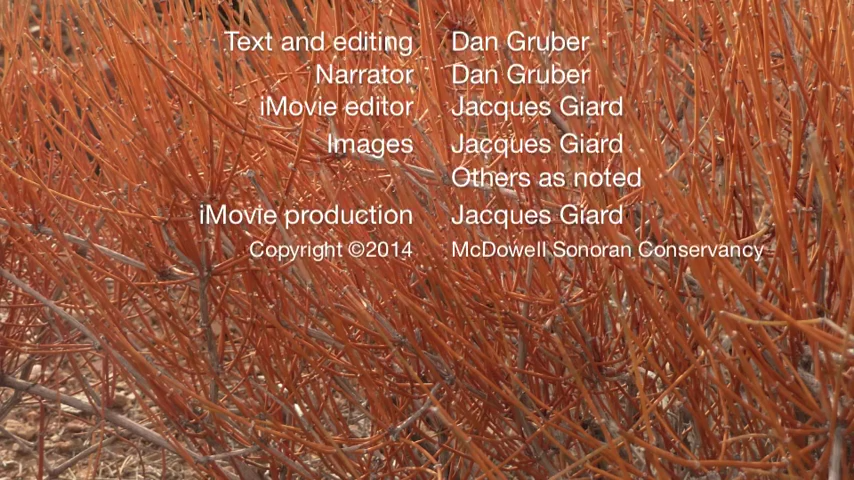 Text and editing Dan Gruber
Narrator Dan Gruber
iMovie editor Jacques Giard
Images Jacques Giard
Others as noted
iMovie production Jacques Giard
Copyright ©2014 McDowell Sonoran Conservancy